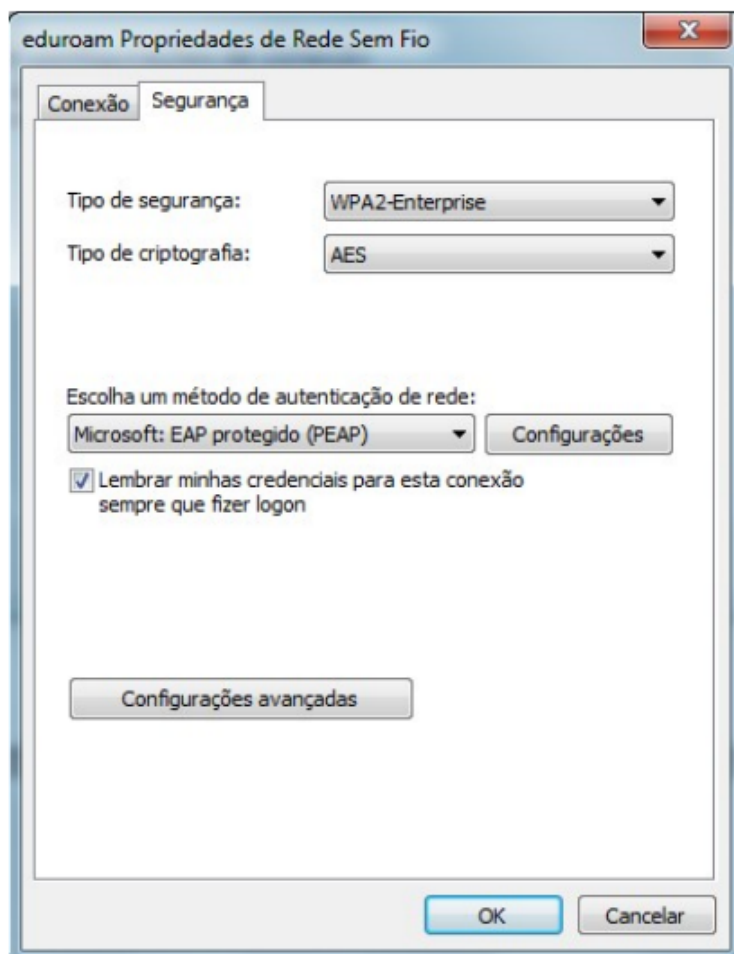 eduroam Propriedades de Rede Sem Fio
Conexão
Segurança
Tipo de segurança:
WPA2-Enterprise
Tipo de criptografia:
AES
Escolha um método de autenticação de rede:
Microsoft: EAP protegido (PEAP)
Configurações
Lembrar minhas credenciais para esta conexão
sempre que fizer logon
Configurações avançadas
OK
Cancelar